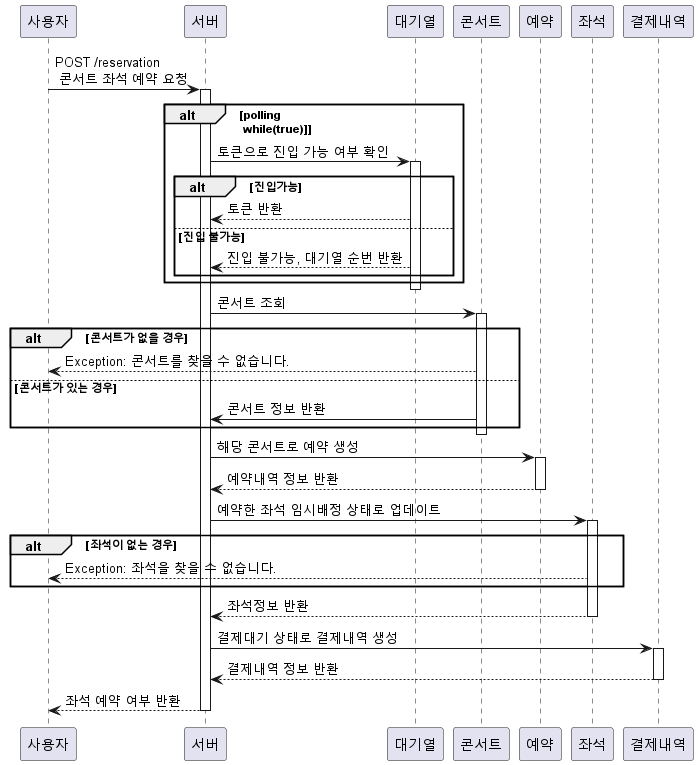 사용자 서버 대기열 콘서트 예약 좌석 결제내역
POST /reservation
콘서트 좌석 예약 요청
alt [polling
while(true)]]
토큰으로 진입 가능 여부 확인
alt [진입가능]
토큰 반환
[진입 불가능]
진입 불가능, 대기열 순번 반환
콘서트 조회
alt [콘서트가 없을 경우]
Exception: 콘서트를 찾을 수 없습니다.
[콘서트가 있는 경우]
콘서트 정보 반환
해당 콘서트로 예약 생성
예약내역 정보 반환
예약한 좌석 임시배정 상태로 업데이트
alt [좌석이 없는 경우]
Exception: 좌석을 찾을 수 없습니다.
좌석정보 반환
결제대기 상태로 결제내역 생성
결제내역 정보 반환
좌석 예약 여부 반환
사용자 서버 대기열 콘서트 예약 좌석 결제내역